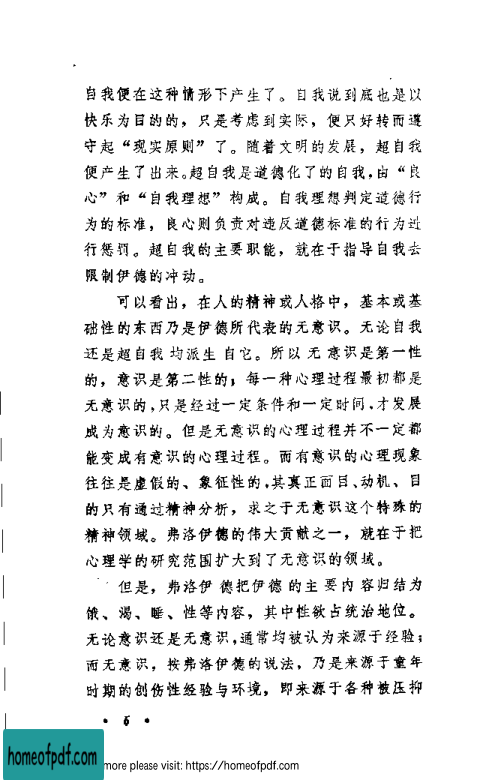 自我便在这种情形下产生了。自我说到底也是以
快乐为目的的，只是考虑到实际，便只好转而遵
守起“现实原则”了。随着文明的发展，超自我
便产生了出来。超自我是道德化了的自我，由“良
心”和“自我理想”构成。自我理想判定道德行
为的标准，良心则负责对违反道德标准的行为进
行惩罚。超自我的主要职能，就在于指导自我去
限制伊德的冲动。
可以看出，在人的精神或人格中，基本或基
础性的东西乃是伊德所代表的无意识。无论自我
还是超自我均派生自它。所以无意识是第一性
的，意识是第二性的；每一种心理过程最初都是
无意识的，只是经过一定条件和一定时间，才发展
成为意识的。但是无意识的心理过程并不一定都
能变成有意识的心理过程。而有意识的心理现象
往往是虚假的、象征性的，其真正面目、动机、目
的只有通过精神分析，求之于无意识这个特殊的
精神领域。弗洛伊德的伟大贡献之一，就在于把
心理学的研究范围扩大到了无意识的领域。
但是，弗洛伊德把伊德的主要内容归结为
饿、渴、睡、性等内容，其中性欲占统治地位。
无论意识还是无意识，通常均被认为来源于经验；
而无意识，按弗洛伊德的说法，乃是来源于童年
时期的创伤性经验与环境，即来源于各种被压抑
• 6 •
homeofpdf.com
more please visit: https://homeofpdf.com